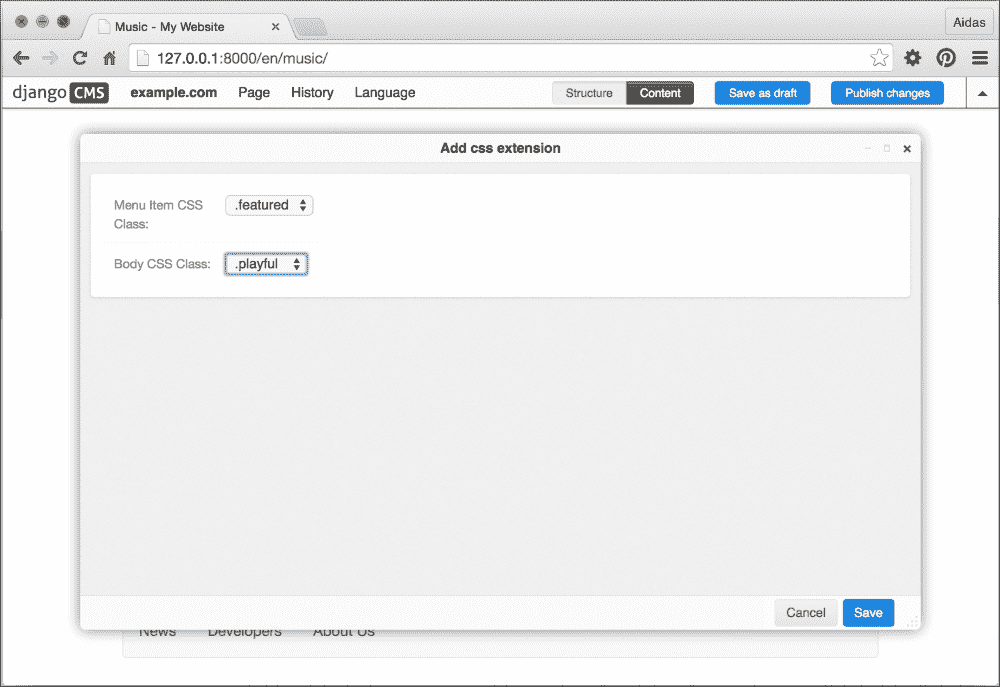 Music - My Website
Aidas
127.0.0.1:8000/en/music/
django CMS example.com Page History Language Structure Content Save as draft Publish changes
Add css extension
Menu Item CSS Class: .featured
Body CSS Class: .playful
Cancel Save
News Developers About Us